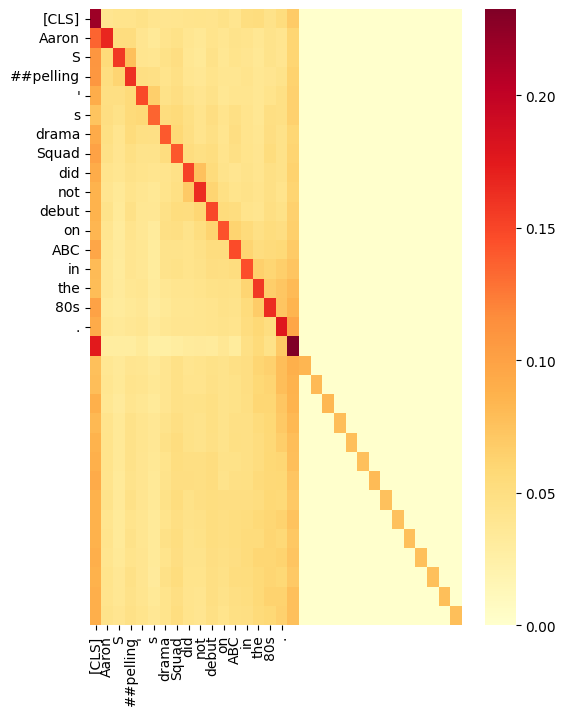 [CLS]
Aaron
S
##pelling
'
s
drama
Squad
did
not
debut
on
ABC
in
the
80s
.
0.20
0.15
0.10
0.05
0.00
[CLS]
Aaron
S
##pelling
'
s
drama
Squad
did
not
debut
on
ABC
in
the
80s
.